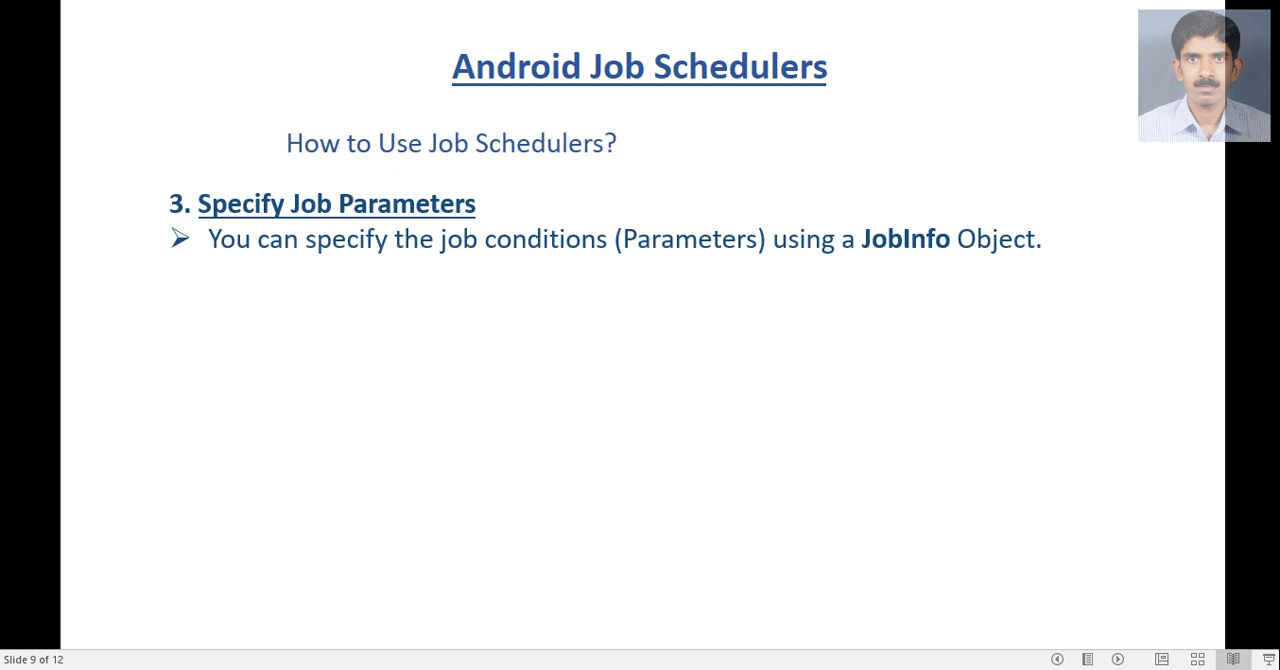 Android Job Schedulers
How to Use Job Schedulers?
3. Specify Job Parameters
➢ You can specify the job conditions (Parameters) using a JobInfo Object.
Slide 9 of 12